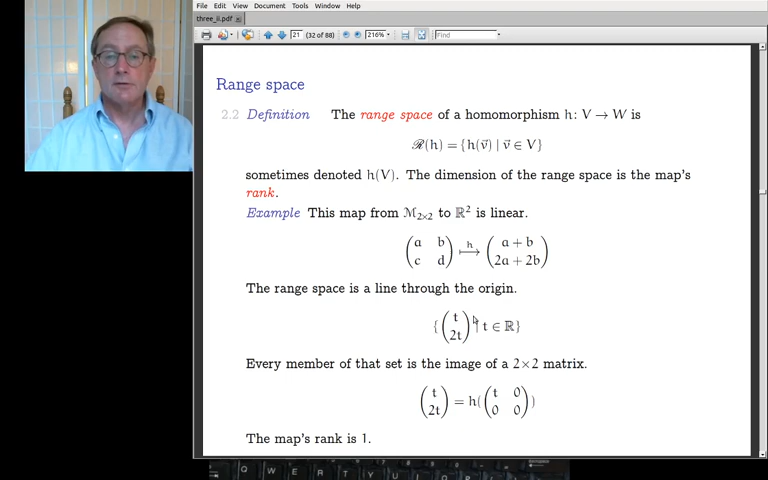 File Edit View Document Tools Window Help
three_ii.pdf
21 (32 of 88) 216% Find
Range space
2.2 Definition The range space of a homomorphism h: V → W is
ℛ(h) = {h(v⃗) | v⃗ ∈ V}
sometimes denoted h(V). The dimension of the range space is the map's
rank.
Example This map from M2×2 to ℝ² is linear.
(a b
c d) ⟼h (a + b
2a + 2b)
The range space is a line through the origin.
{(t
2t) | t ∈ ℝ}
Every member of that set is the image of a 2×2 matrix.
(t
2t) = h((t 0
0 0))
The map's rank is 1.
Q W E R T Y U